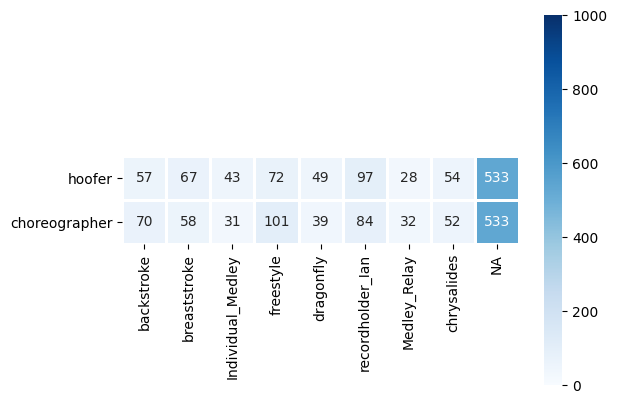 1000
800
600
400
200
0
hoofer 57 67 43 72 49 97 28 54 533
choreographer 70 58 31 101 39 84 32 52 533
backstroke
breaststroke
Individual_Medley
freestyle
dragonfly
recordholder_Ian
Medley_Relay
chrysalides
NA